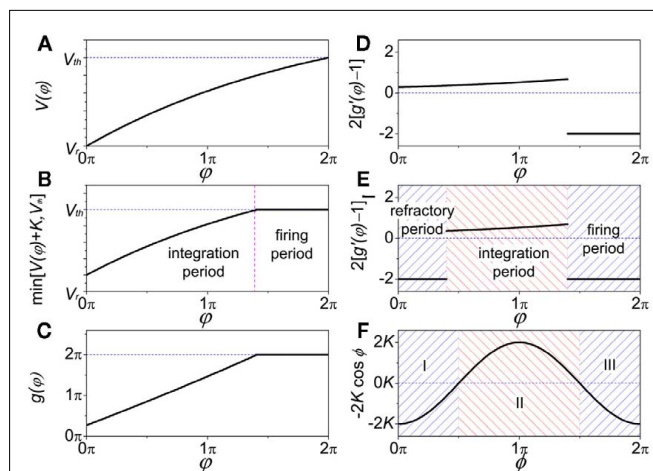 A
V(φ)
V_th
V_r
0π 1π 2π
φ
B
min[V(φ)+K, V_th]
V_th
V_r
integration
period
firing
period
0π 1π 2π
φ
C
g(φ)
2π
1π
0π
0π 1π 2π
φ
D
2[g'(φ)−1]
2
0
-2
0π 1π 2π
φ
E
2[g'(φ)−1]
2
0
-2
refractory
period
integration
period
firing
period
0π 1π 2π
φ
F
-2K cos ϕ
2K
0K
-2K
I
II
III
0π 1π 2π
ϕ